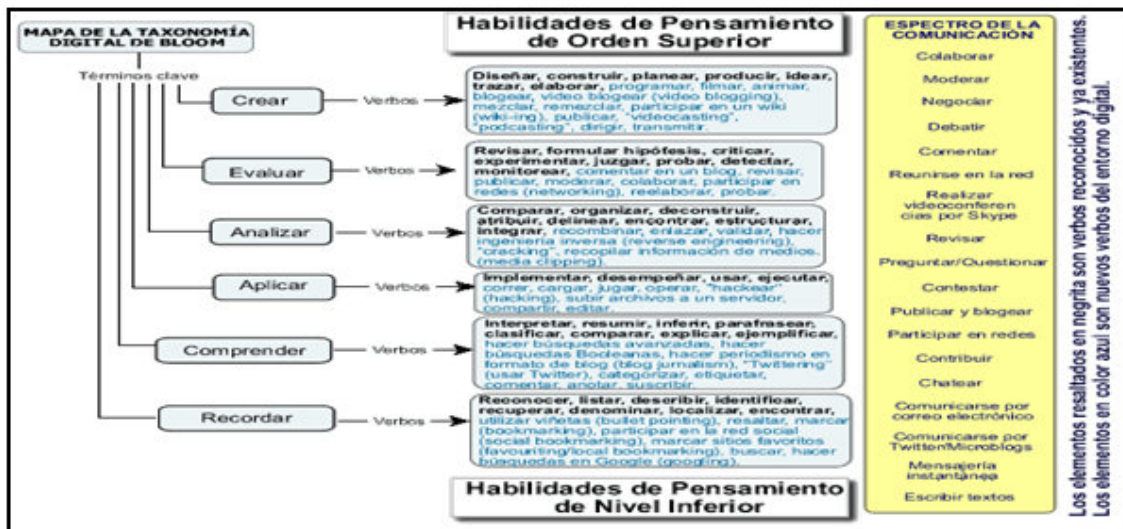 MAPA DE LA TAXONOMÍA
DIGITAL DE BLOOM
Términos clave
Habilidades de Pensamiento
de Orden Superior
Crear
Verbos
Diseñar, construir, planear, producir, idear,
trazar, elaborar, programar, filmar, animar,
blogear, video blogear (video blogging),
mezclar, remezclar, participar en un wiki
(wiki-ing), publicar, "videocasting",
"podcasting", dirigir, transmitir.
Evaluar
Verbos
Revisar, formular hipótesis, criticar,
experimentar, juzgar, probar, detectar,
monitorear, comentar en un blog, revisar,
publicar, moderar, colaborar, participar en
redes (networking), reelaborar, probar.
Analizar
Verbos
Comparar, organizar, deconstruir,
atribuir, delinear, encontrar, estructurar,
integrar, recombinar, enlazar, validar, hacer
ingeniería inversa (reverse engineering),
"cracking", recopilar información de medios.
(media clipping).
Aplicar
Verbos
Implementar, desempeñar, usar, ejecutar,
correr, cargar, jugar, operar, "hackear"
(hacking), subir archivos a un servidor,
compartir, editar.
Comprender
Verbos
Interpretar, resumir, inferir, parafrasear,
clasificar, comparar, explicar, ejemplificar,
hacer búsquedas avanzadas, hacer
búsquedas Booleanas, hacer periodismo en
formato de blog (blog jurnalism), "Twittering"
(usar Twitter), categorizar, etiquetar,
comentar, anotar, suscribir.
Recordar
Verbos
Reconocer, listar, describir, identificar,
recuperar, denominar, localizar, encontrar,
utilizar viñetas (bullet pointing), resaltar, marcar
(bookmarking), participar en la red social
(social bookmarking), marcar sitios favoritos
(favouriting/local bookmarking), buscar, hacer
búsquedas en Google (googling).
Habilidades de Pensamiento
de Nivel Inferior
ESPECTRO DE LA
COMUNICACIÓN
Colaborar
Moderar
Negociar
Debatir
Comentar
Reunirse en la red
Realizar
videoconferen
cias por Skype
Revisar
Preguntar/Questionar
Contestar
Publicar y blogear
Participar en redes
Contribuir
Chatear
Comunicarse por
correo electrónico
Comunicarse por
Twitter/Microblogs
Mensajería
instantánea
Escribir textos
Los elementos resaltados en negrita son verbos reconocidos y ya existentes.
Los elementos en color azul son nuevos verbos del entorno digital.